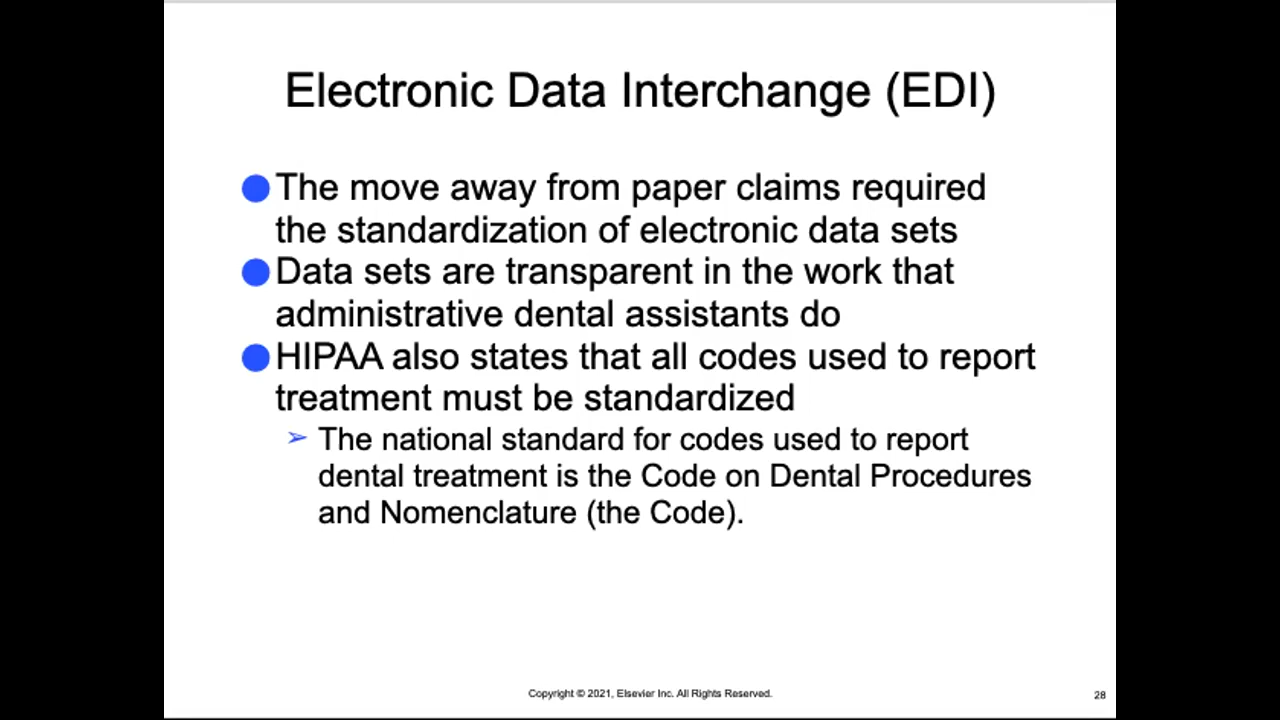 Electronic Data Interchange (EDI)
● The move away from paper claims required
the standardization of electronic data sets
● Data sets are transparent in the work that
administrative dental assistants do
● HIPAA also states that all codes used to report
treatment must be standardized
➢ The national standard for codes used to report
dental treatment is the Code on Dental Procedures
and Nomenclature (the Code).
Copyright © 2021, Elsevier Inc. All Rights Reserved.
28